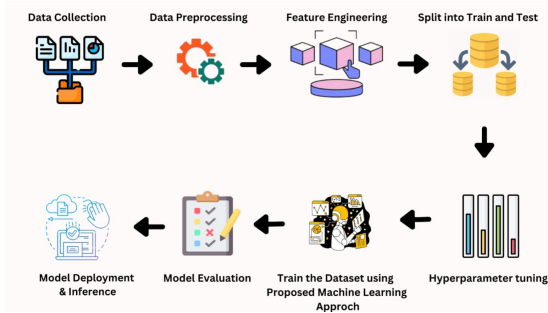 Data Collection
Data Preprocessing
Feature Engineering
Split into Train and Test
Hyperparameter tuning
Train the Dataset using
Proposed Machine Learning
Approch
Model Evaluation
Model Deployment
& Inference